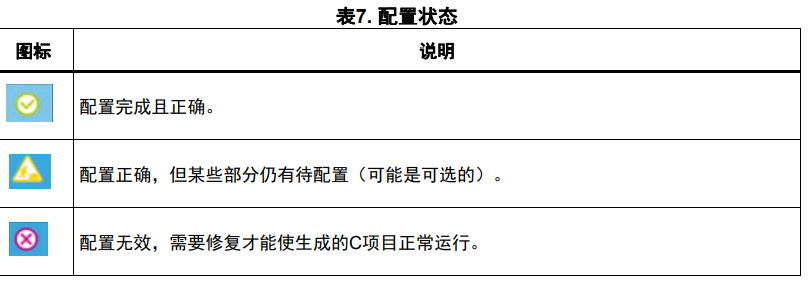 表7. 配置状态
图标 说明
配置完成且正确。
配置正确，但某些部分仍有待配置（可能是可选的）。
配置无效，需要修复才能使生成的C项目正常运行。